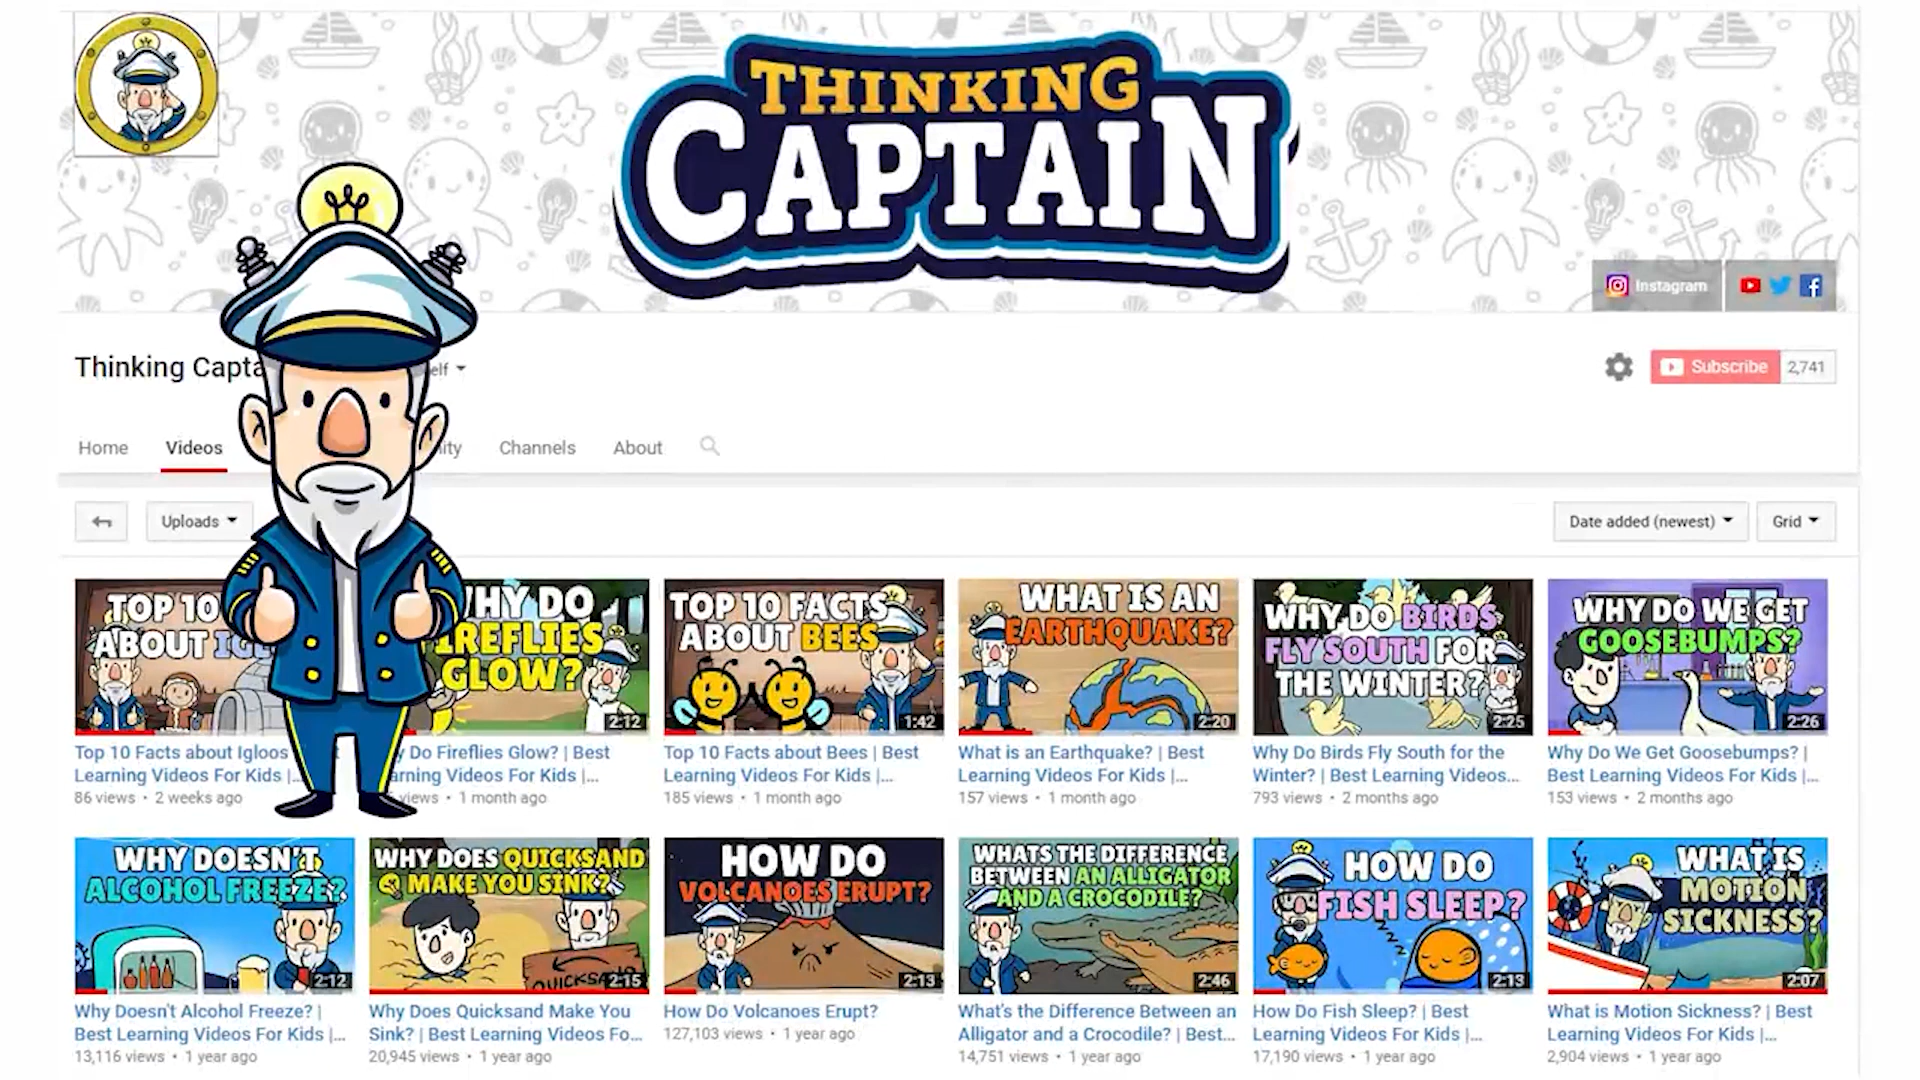 THINKING
CAPTAIN
Instagram
Thinking Capta
elf
Subscribe 2,741
Home Videos ity Channels About
Uploads
Date added (newest) Grid
TOP 10
ABOUT IG
WHY DO
FIREFLIES
GLOW?
2:12
TOP 10 FACTS
ABOUT BEES
1:42
WHAT IS AN
EARTHQUAKE?
2:20
WHY DO BIRDS
FLY SOUTH FOR
THE WINTER?
2:25
WHY DO WE GET
GOOSEBUMPS?
2:26
Top 10 Facts about Igloos
Learning Videos For Kids |...
86 views • 2 weeks ago
y Do Fireflies Glow? | Best
arning Videos For Kids |...
views • 1 month ago
Top 10 Facts about Bees | Best
Learning Videos For Kids |...
185 views • 1 month ago
What is an Earthquake? | Best
Learning Videos For Kids |...
157 views • 1 month ago
Why Do Birds Fly South for the
Winter? | Best Learning Videos...
793 views • 2 months ago
Why Do We Get Goosebumps? |
Best Learning Videos For Kids |...
153 views • 2 months ago
WHY DOESN'T
ALCOHOL FREEZE?
2:12
WHY DOES QUICKSAND
MAKE YOU SINK?
QUICKSA
2:15
HOW DO
VOLCANOES ERUPT?
2:13
WHATS THE DIFFERENCE
BETWEEN AN ALLIGATOR
AND A CROCODILE?
2:46
HOW DO
FISH SLEEP?
2:13
WHAT IS
MOTION
SICKNESS?
2:07
Why Doesn't Alcohol Freeze? |
Best Learning Videos For Kids |...
13,116 views • 1 year ago
Why Does Quicksand Make You
Sink? | Best Learning Videos Fo...
20,945 views • 1 year ago
How Do Volcanoes Erupt?
127,103 views • 1 year ago
What's the Difference Between an
Alligator and a Crocodile? | Best...
14,751 views • 1 year ago
How Do Fish Sleep? | Best
Learning Videos For Kids |...
17,190 views • 1 year ago
What is Motion Sickness? | Best
Learning Videos For Kids |...
2,904 views • 1 year ago